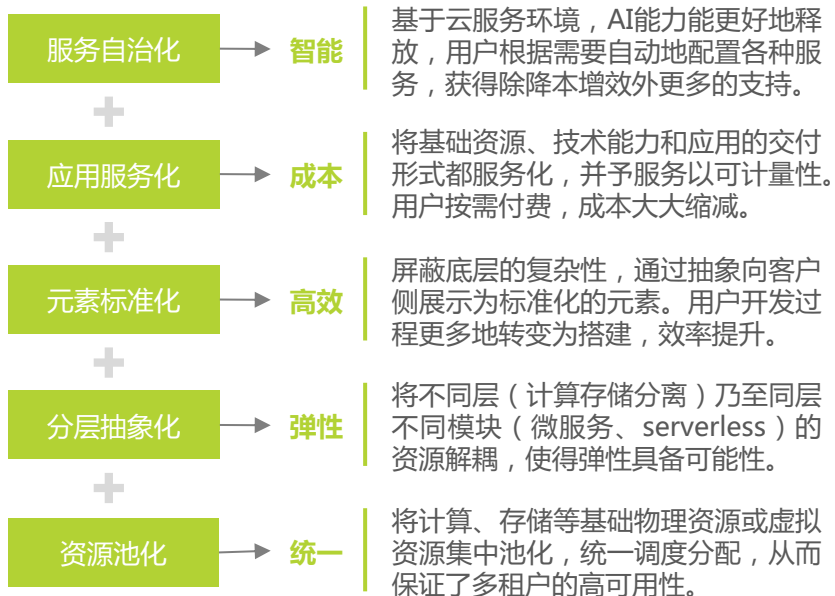 服务自治化
智能
基于云服务环境，AI能力能更好地释
放，用户根据需要自动地配置各种服
务，获得除降本增效外更多的支持。
应用服务化
成本
将基础资源、技术能力和应用的交付
形式都服务化，并予服务以可计量性。
用户按需付费，成本大大缩减。
元素标准化
高效
屏蔽底层的复杂性，通过抽象向客户
侧展示为标准化的元素。用户开发过
程更多地转变为搭建，效率提升。
分层抽象化
弹性
将不同层（计算存储分离）乃至同层
不同模块（微服务、serverless）的
资源解耦，使得弹性具备可能性。
资源池化
统一
将计算、存储等基础物理资源或虚拟
资源集中池化，统一调度分配，从而
保证了多租户的高可用性。